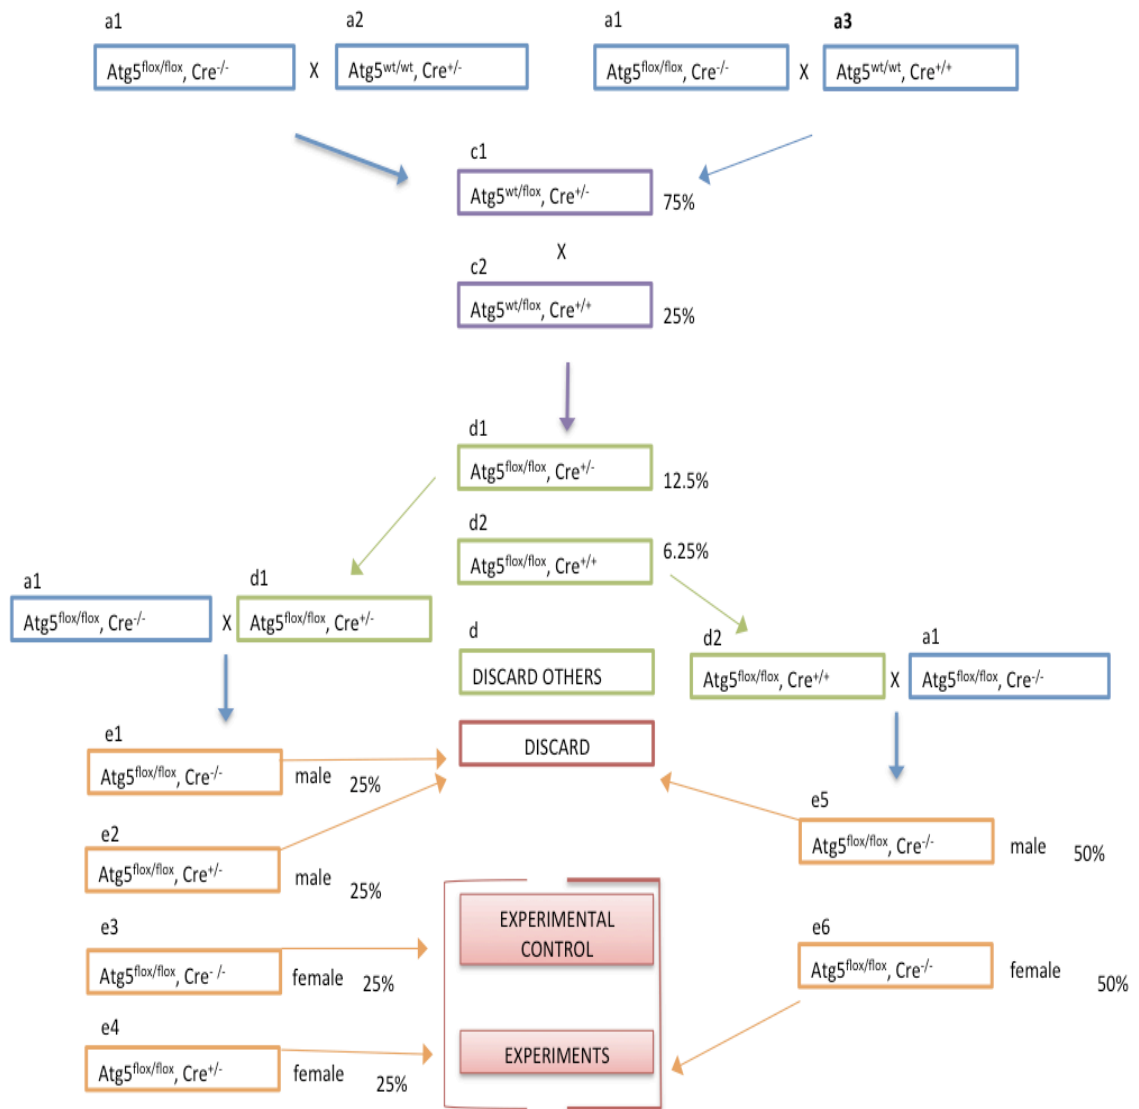 a1
a2
a1
a3
Atg5flox/flox, Cre-/-
X
Atg5wt/wt, Cre+/-
Atg5flox/flox, Cre-/-
X
Atg5wt/wt, Cre+/+
c1
Atg5wt/flox, Cre+/-
75%
X
c2
Atg5wt/flox, Cre+/+
25%
d1
Atg5flox/flox, Cre+/-
12.5%
d2
Atg5flox/flox, Cre+/+
6.25%
a1
d1
Atg5flox/flox, Cre-/-
X
Atg5flox/flox, Cre+/-
d
DISCARD OTHERS
d2
a1
Atg5flox/flox, Cre+/+
X
Atg5flox/flox, Cre-/-
DISCARD
e1
Atg5flox/flox, Cre-/-
male
25%
e5
Atg5flox/flox, Cre-/-
male
50%
e2
Atg5flox/flox, Cre+/-
male
25%
EXPERIMENTAL
CONTROL
e3
Atg5flox/flox, Cre- /-
female
25%
e6
Atg5flox/flox, Cre-/-
female
50%
e4
Atg5flox/flox, Cre+/-
female
25%
EXPERIMENTS